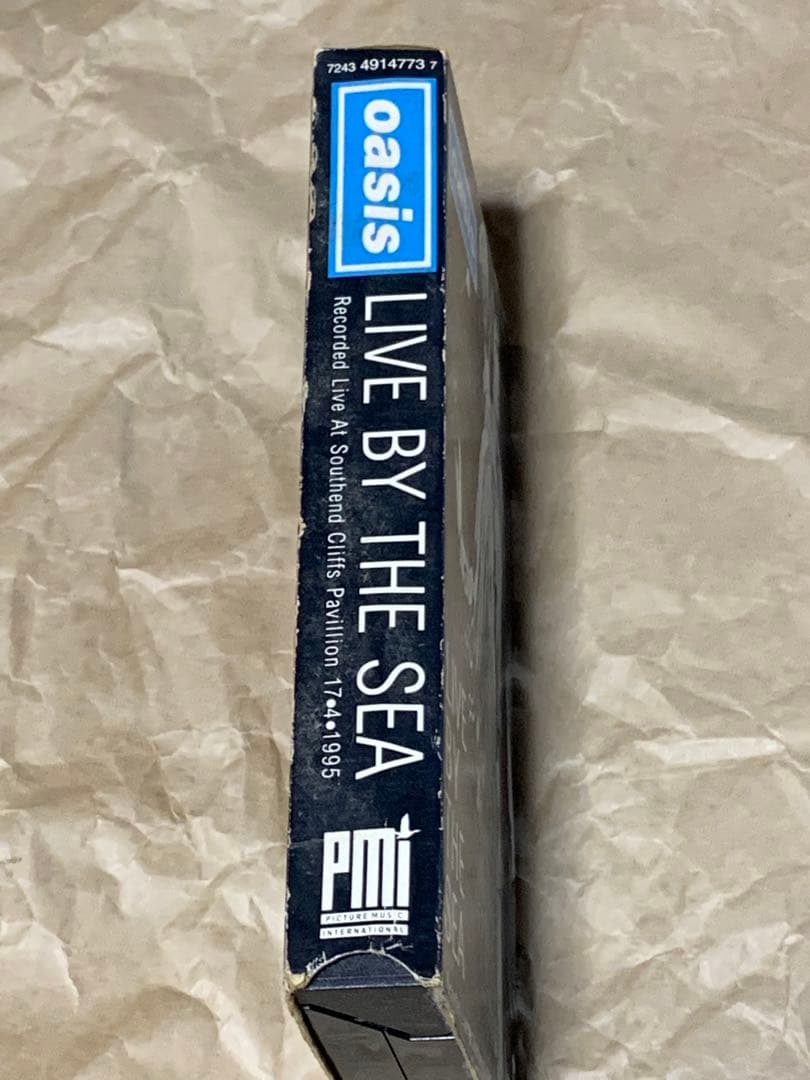 7243 4914773 7
oasis
LIVE BY THE SEA
Recorded Live At Southend Cliffs Pavillion 17•4•1995
PMI
PICTURE MUSIC
INTERNATIONAL